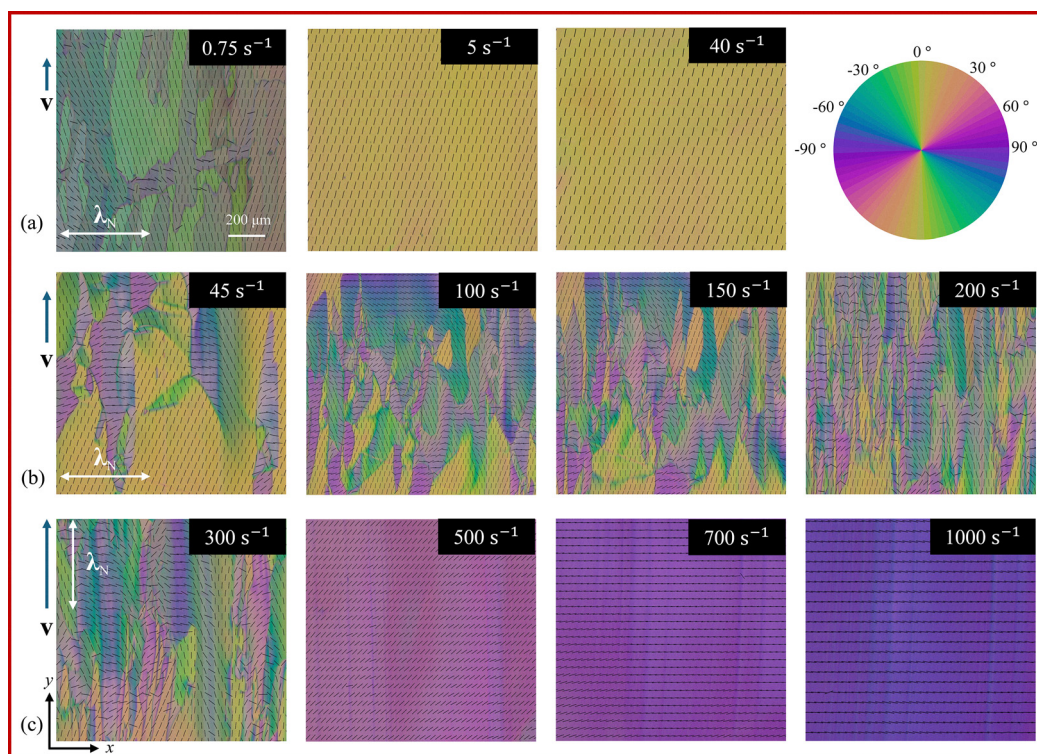 0.75 s⁻¹
5 s⁻¹
40 s⁻¹
0 °
-30 °
30 °
-60 °
60 °
-90 °
90 °
v
(a)
λN
200 μm
45 s⁻¹
100 s⁻¹
150 s⁻¹
200 s⁻¹
v
(b)
λN
300 s⁻¹
500 s⁻¹
700 s⁻¹
1000 s⁻¹
λN
v
y
(c)
x